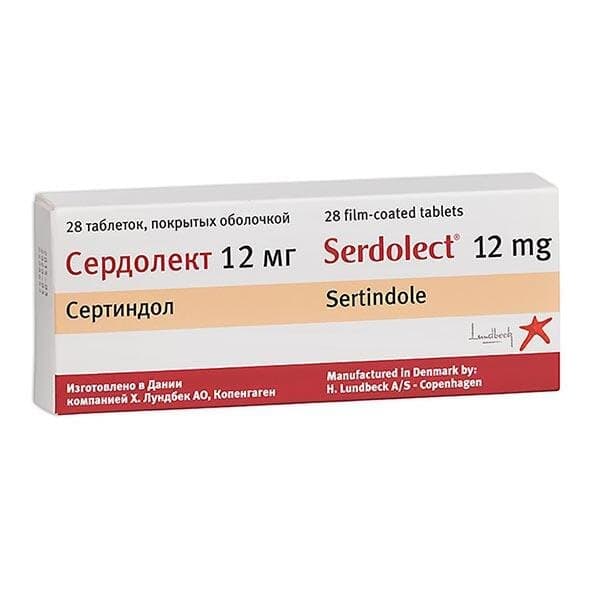 28 таблеток, покрытых оболочкой
Сердолект 12 мг
Сертиндол
Изготовлено в Дании
компанией Х. Лундбек АО, Копенгаген
28 film-coated tablets
Serdolect® 12 mg
Sertindole
Lundbeck
Manufactured in Denmark by:
H. Lundbeck A/S - Copenhagen